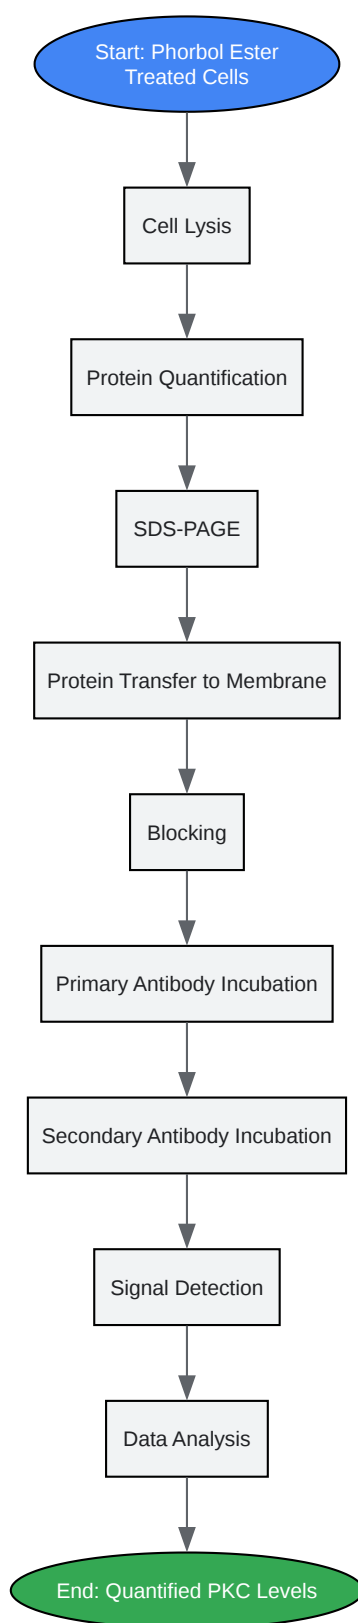 Start: Phorbol Ester
Treated Cells
Cell Lysis
Protein Quantification
SDS-PAGE
Protein Transfer to Membrane
Blocking
Primary Antibody Incubation
Secondary Antibody Incubation
Signal Detection
Data Analysis
End: Quantified PKC Levels